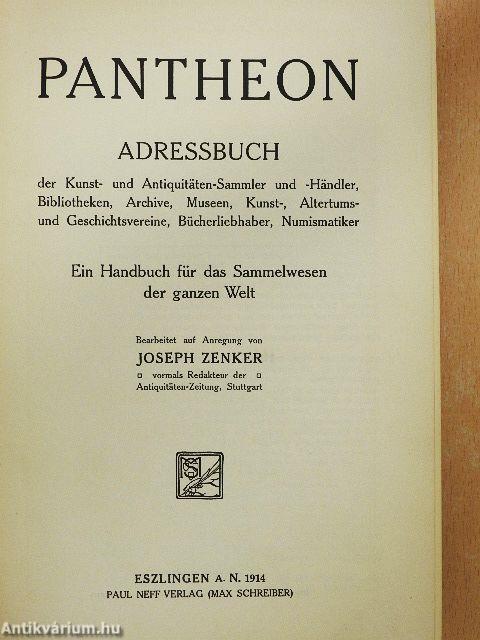 PANTHEON
ADRESSBUCH
der Kunst- und Antiquitäten-Sammler und -Händler,
Bibliotheken, Archive, Museen, Kunst-, Altertums-
und Geschichtsvereine, Bücherliebhaber, Numismatiker
Ein Handbuch für das Sammelwesen
der ganzen Welt
Bearbeitet auf Anregung von
JOSEPH ZENKER
¤ vormals Redakteur der ¤
Antiquitäten-Zeitung, Stuttgart
ESZLINGEN A. N. 1914
PAUL NEFF VERLAG (MAX SCHREIBER)
Antikvárium.hu